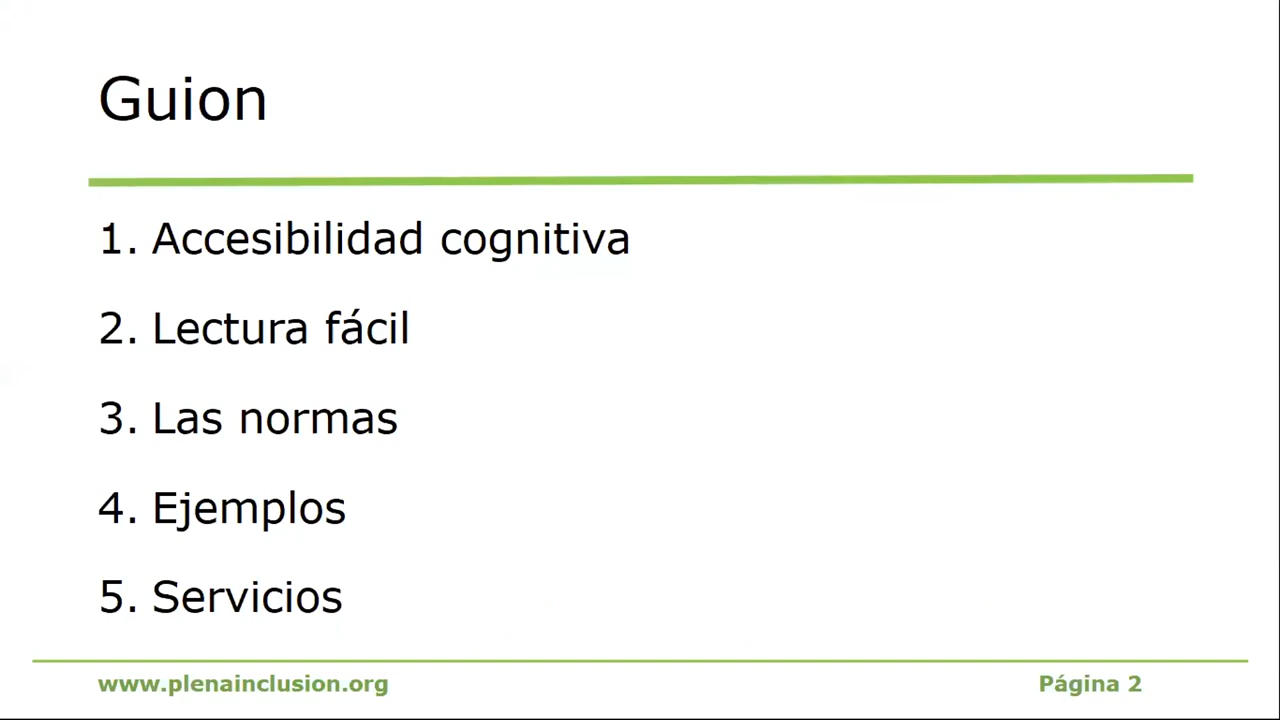 Guion
1. Accesibilidad cognitiva
2. Lectura fácil
3. Las normas
4. Ejemplos
5. Servicios
www.plenainclusion.org
Página 2